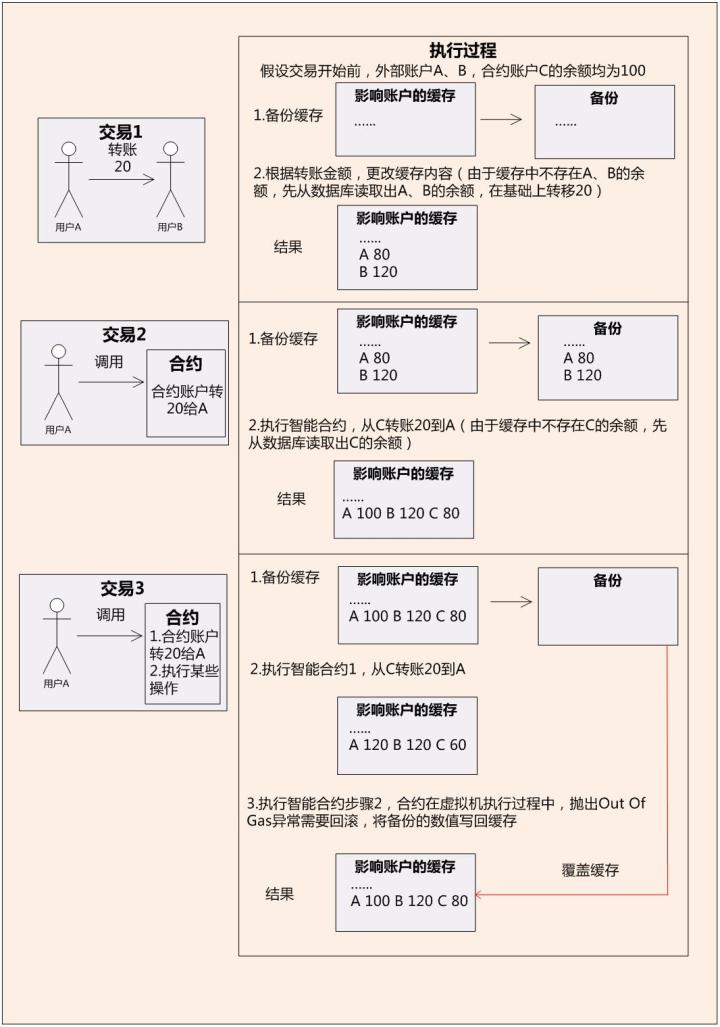 执行过程
假设交易开始前，外部账户A、B，合约账户C的余额均为100
交易1
转账
20
用户A
用户B
1.备份缓存
影响账户的缓存
......
备份
......
2.根据转账金额，更改缓存内容（由于缓存中不存在A、B的余
额，先从数据库读取出A、B的余额，在基础上转移20）
结果
影响账户的缓存
......
A 80
B 120
交易2
调用
用户A
合约
合约账户转
20给A
1.备份缓存
影响账户的缓存
......
A 80
B 120
备份
......
A 80
B 120
2.执行智能合约，从C转账20到A（由于缓存中不存在C的余额，先
从数据库读取出C的余额）
结果
影响账户的缓存
......
A 100 B 120 C 80
交易3
调用
用户A
合约
1.合约账户
转20给A
2.执行某些
操作
1.备份缓存
影响账户的缓存
......
A 100 B 120 C 80
备份
2.执行智能合约1，从C转账20到A
影响账户的缓存
......
A 120 B 120 C 60
3.执行智能合约步骤2，合约在虚拟机执行过程中，抛出Out Of
Gas异常需要回滚，将备份的数值写回缓存
结果
影响账户的缓存
......
A 100 B 120 C 80
覆盖缓存